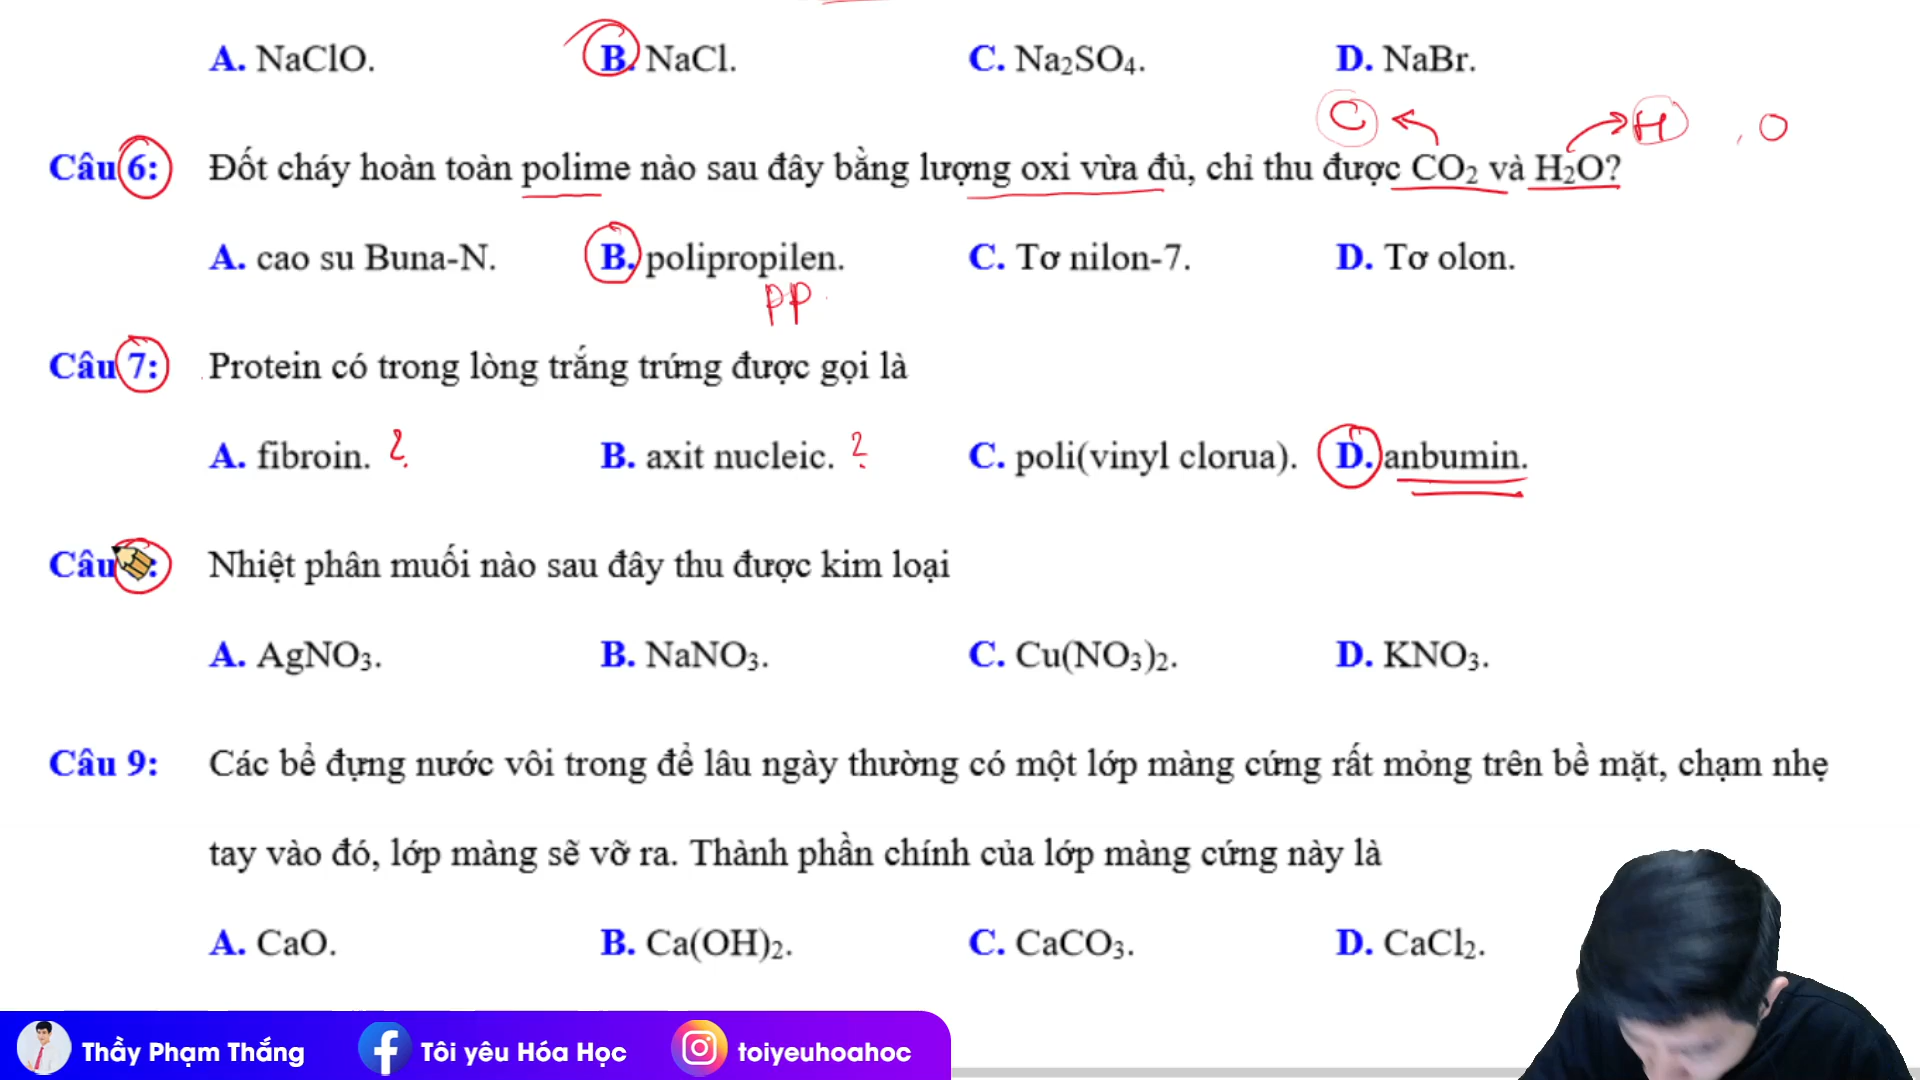 A. NaClO. B. NaCl. C. Na₂SO₄. D. NaBr.
C H , O
Câu 6: Đốt cháy hoàn toàn polime nào sau đây bằng lượng oxi vừa đủ, chỉ thu được CO₂ và H₂O?
A. cao su Buna-N. B. polipropilen. C. Tơ nilon-7. D. Tơ olon.
PP
Câu 7: Protein có trong lòng trắng trứng được gọi là
A. fibroin. ? B. axit nucleic. ? C. poli(vinyl clorua). D. anbumin.
Câu : Nhiệt phân muối nào sau đây thu được kim loại
A. AgNO₃. B. NaNO₃. C. Cu(NO₃)₂. D. KNO₃.
Câu 9: Các bể đựng nước vôi trong để lâu ngày thường có một lớp màng cứng rất mỏng trên bề mặt, chạm nhẹ
tay vào đó, lớp màng sẽ vỡ ra. Thành phần chính của lớp màng cứng này là
A. CaO. B. Ca(OH)₂. C. CaCO₃. D. CaCl₂.
Thầy Phạm Thắng Tôi yêu Hóa Học toiyeuhoahoc